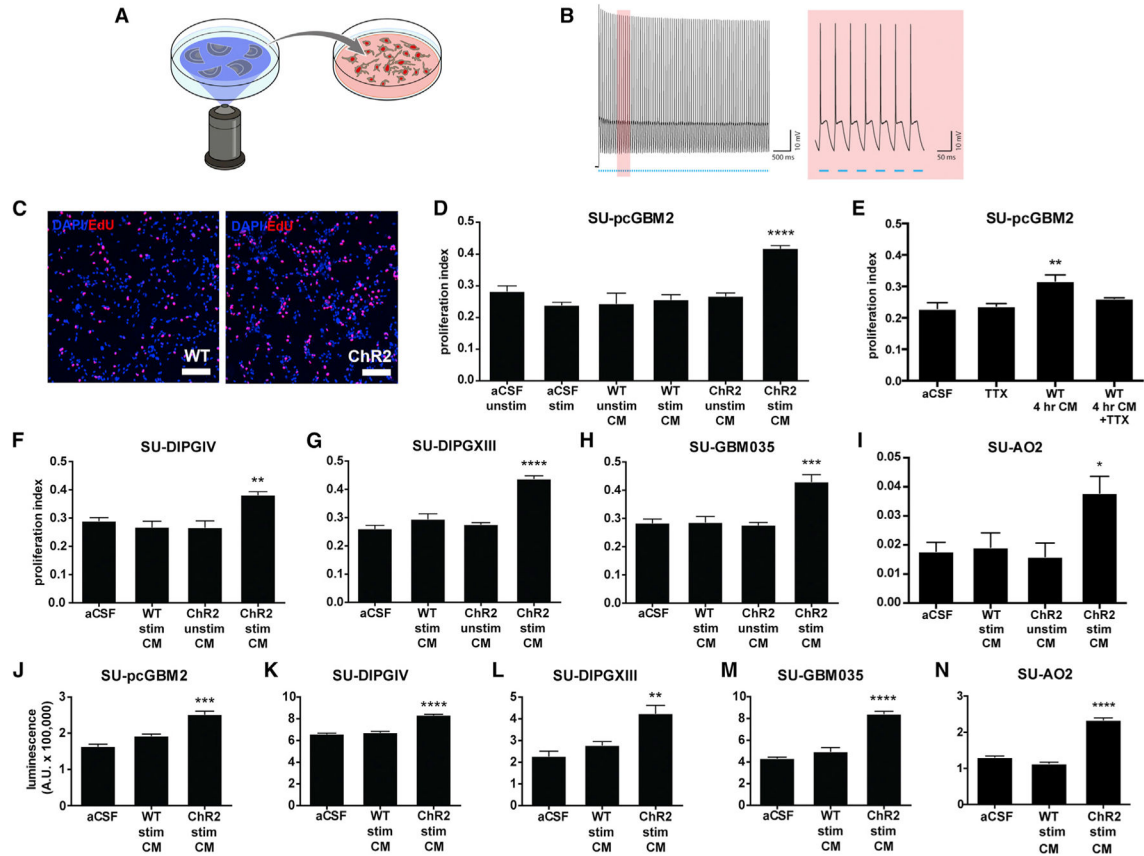 A
B
10 mV
500 ms
10 mV
50 ms
C
DAPI/EdU
WT
DAPI/EdU
ChR2
D
SU-pcGBM2
proliferation index
0.5
0.4
0.3
0.2
0.1
0.0
****
aCSF unstim
aCSF stim
WT unstim CM
WT stim CM
ChR2 unstim CM
ChR2 stim CM
E
SU-pcGBM2
proliferation index
0.5
0.4
0.3
0.2
0.1
0.0
**
aCSF
TTX
WT 4 hr CM
WT 4 hr CM +TTX
F
SU-DIPGIV
proliferation index
0.5
0.4
0.3
0.2
0.1
0.0
**
aCSF
WT stim CM
ChR2 unstim CM
ChR2 stim CM
G
SU-DIPGXIII
0.5
0.4
0.3
0.2
0.1
0.0
****
aCSF
WT stim CM
ChR2 unstim CM
ChR2 stim CM
H
SU-GBM035
0.5
0.4
0.3
0.2
0.1
0.0
***
aCSF
WT stim CM
ChR2 unstim CM
ChR2 stim CM
I
SU-AO2
0.05
0.04
0.03
0.02
0.01
0.00
*
aCSF
WT stim CM
ChR2 unstim CM
ChR2 stim CM
J
SU-pcGBM2
luminescence
(A.U. x 100,000)
3
2
1
0
***
aCSF
WT stim CM
ChR2 stim CM
K
SU-DIPGIV
10
8
6
4
2
0
****
aCSF
WT stim CM
ChR2 stim CM
L
SU-DIPGXIII
5
4
3
2
1
0
**
aCSF
WT stim CM
ChR2 stim CM
M
SU-GBM035
10
8
6
4
2
0
****
aCSF
WT stim CM
ChR2 stim CM
N
SU-AO2
3
2
1
0
****
aCSF
WT stim CM
ChR2 stim CM